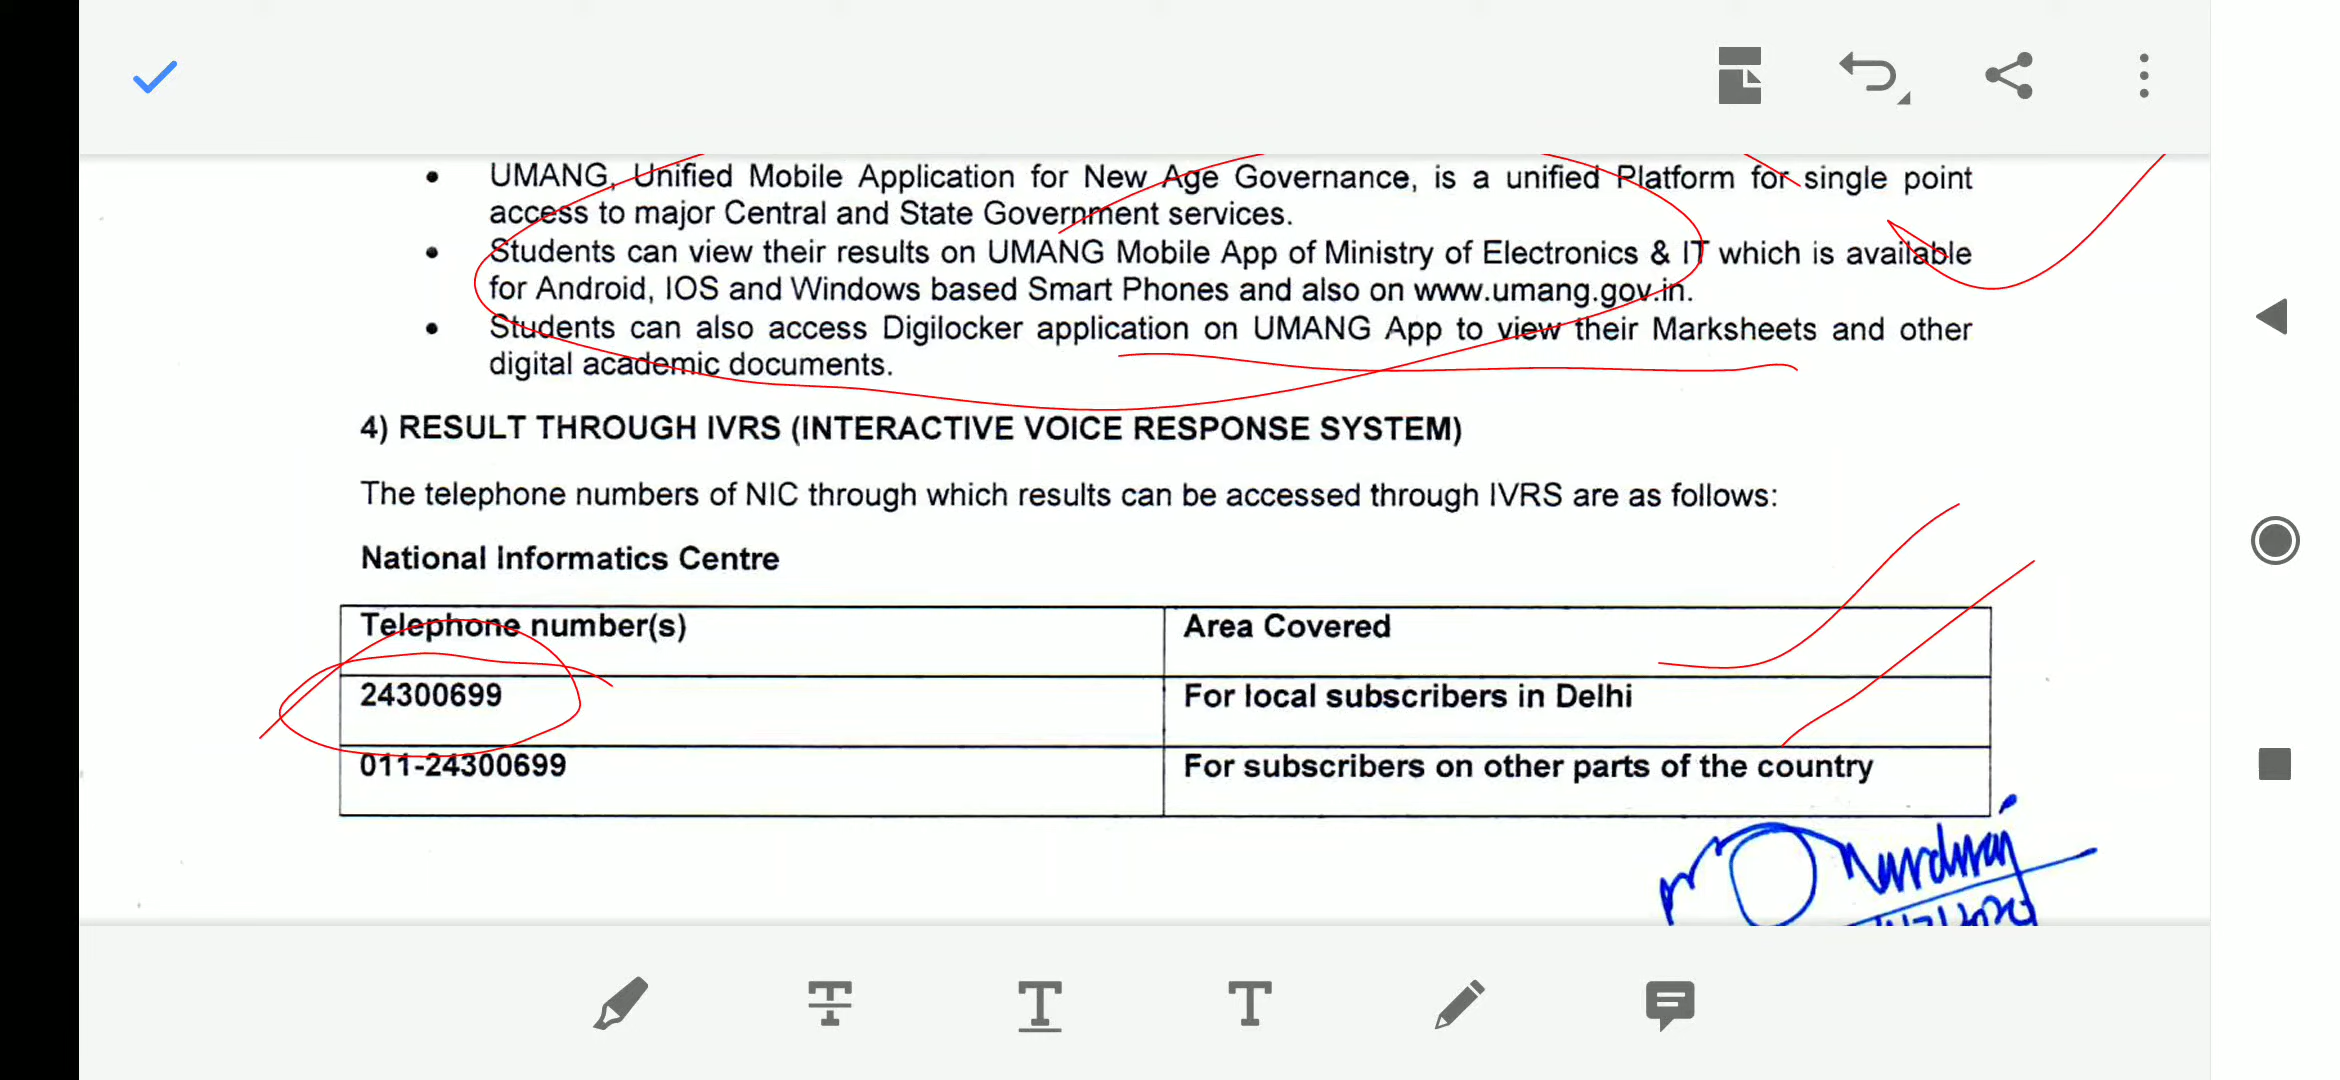 • UMANG, Unified Mobile Application for New Age Governance, is a unified Platform for single point
access to major Central and State Government services.
• Students can view their results on UMANG Mobile App of Ministry of Electronics & IT which is available
for Android, IOS and Windows based Smart Phones and also on www.umang.gov.in.
• Students can also access Digilocker application on UMANG App to view their Marksheets and other
digital academic documents.
4) RESULT THROUGH IVRS (INTERACTIVE VOICE RESPONSE SYSTEM)
The telephone numbers of NIC through which results can be accessed through IVRS are as follows:
National Informatics Centre
Telephone number(s) Area Covered
24300699 For local subscribers in Delhi
011-24300699 For subscribers on other parts of the country